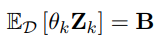 𝔼_𝒟 [θ_k 𝐙_k] = 𝐁